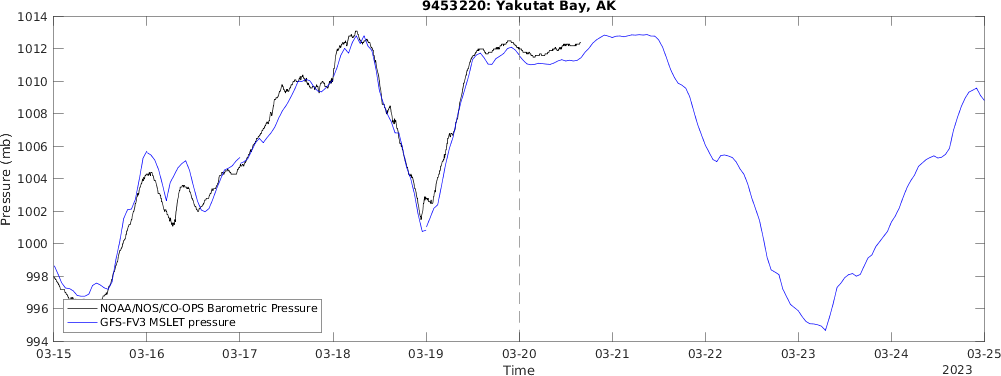 9453220: Yakutat Bay, AK
Pressure (mb)
1014
1012
1010
1008
1006
1004
1002
1000
998
996
994
NOAA/NOS/CO-OPS Barometric Pressure
GFS-FV3 MSLET pressure
03-15 03-16 03-17 03-18 03-19 03-20 03-21 03-22 03-23 03-24 03-25
Time
2023